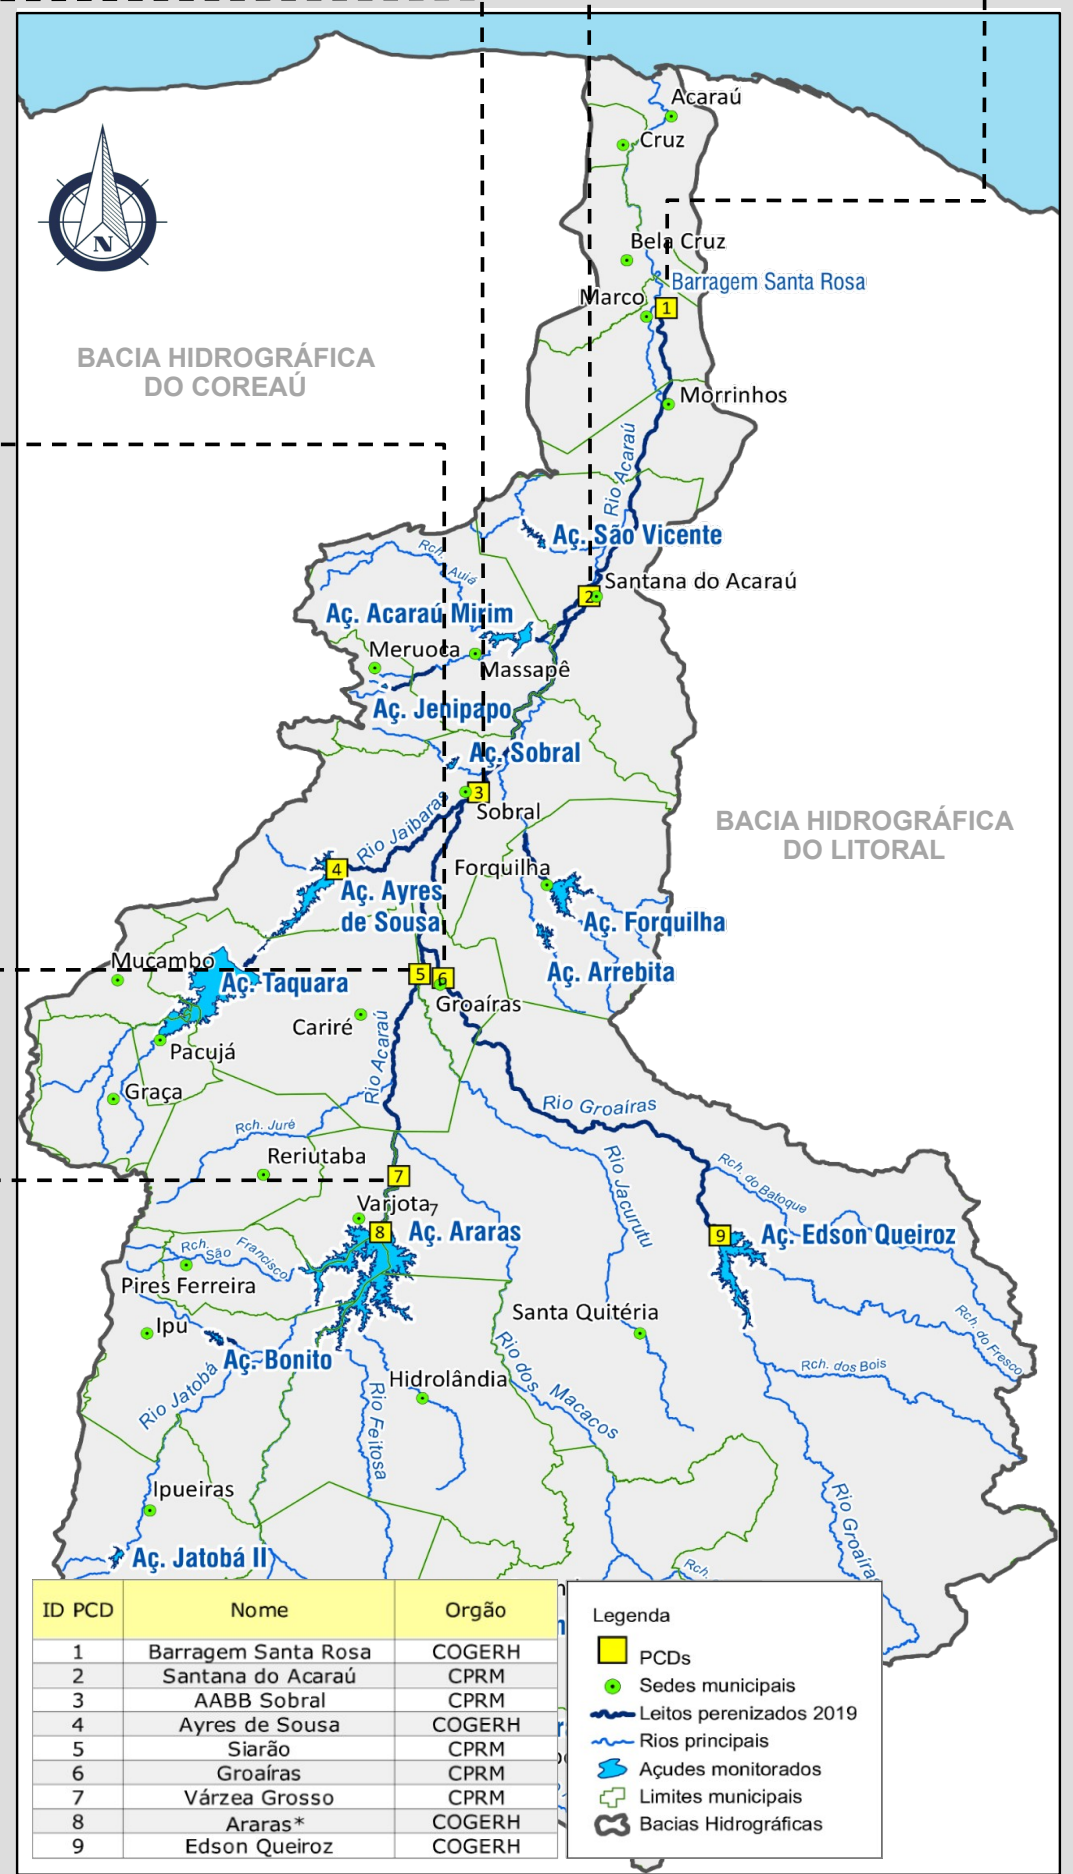 Acaraú
Cruz
N
Bela Cruz
Barragem Santa Rosa
Marco
1
BACIA HIDROGRÁFICA
DO COREAÚ
Morrinhos
Rio Acaraú
Aç. São Vicente
Rch. Auiá
Santana do Acaraú
2
Aç. Acaraú Mirim
Meruoca
Massapê
Aç. Jenipapo
Aç. Sobral
3
Sobral
Rio Jaibaras
BACIA HIDROGRÁFICA
DO LITORAL
4
Forquilha
Aç. Ayres
de Sousa
Aç. Forquilha
Mucambo
Aç. Arrebita
Aç. Taquara
5
6
Groaíras
Cariré
Pacujá
Rio Acaraú
Graça
Rio Groaíras
Rch. Juré
Reriutaba
Rio Jacurutu
Rch. do Batoque
7
Varjota
7
8
Aç. Araras
9
Aç. Edson Queiroz
Rch. São Francisco
Pires Ferreira
Santa Quitéria
Ipu
Rch. do Fresco
Aç. Bonito
Rio dos Macacos
Rch. dos Bois
Hidrolândia
Rio Jatobá
Rio Feitosa
Ipueiras
Rio Groaíras
Aç. Jatobá II
Rch.
ID PCD Nome Orgão
1 Barragem Santa Rosa COGERH
2 Santana do Acaraú CPRM
3 AABB Sobral CPRM
4 Ayres de Sousa COGERH
5 Siarão CPRM
6 Groaíras CPRM
7 Várzea Grosso CPRM
8 Araras* COGERH
9 Edson Queiroz COGERH
Legenda
PCDs
Sedes municipais
Leitos perenizados 2019
Rios principais
Açudes monitorados
Limites municipais
Bacias Hidrográficas